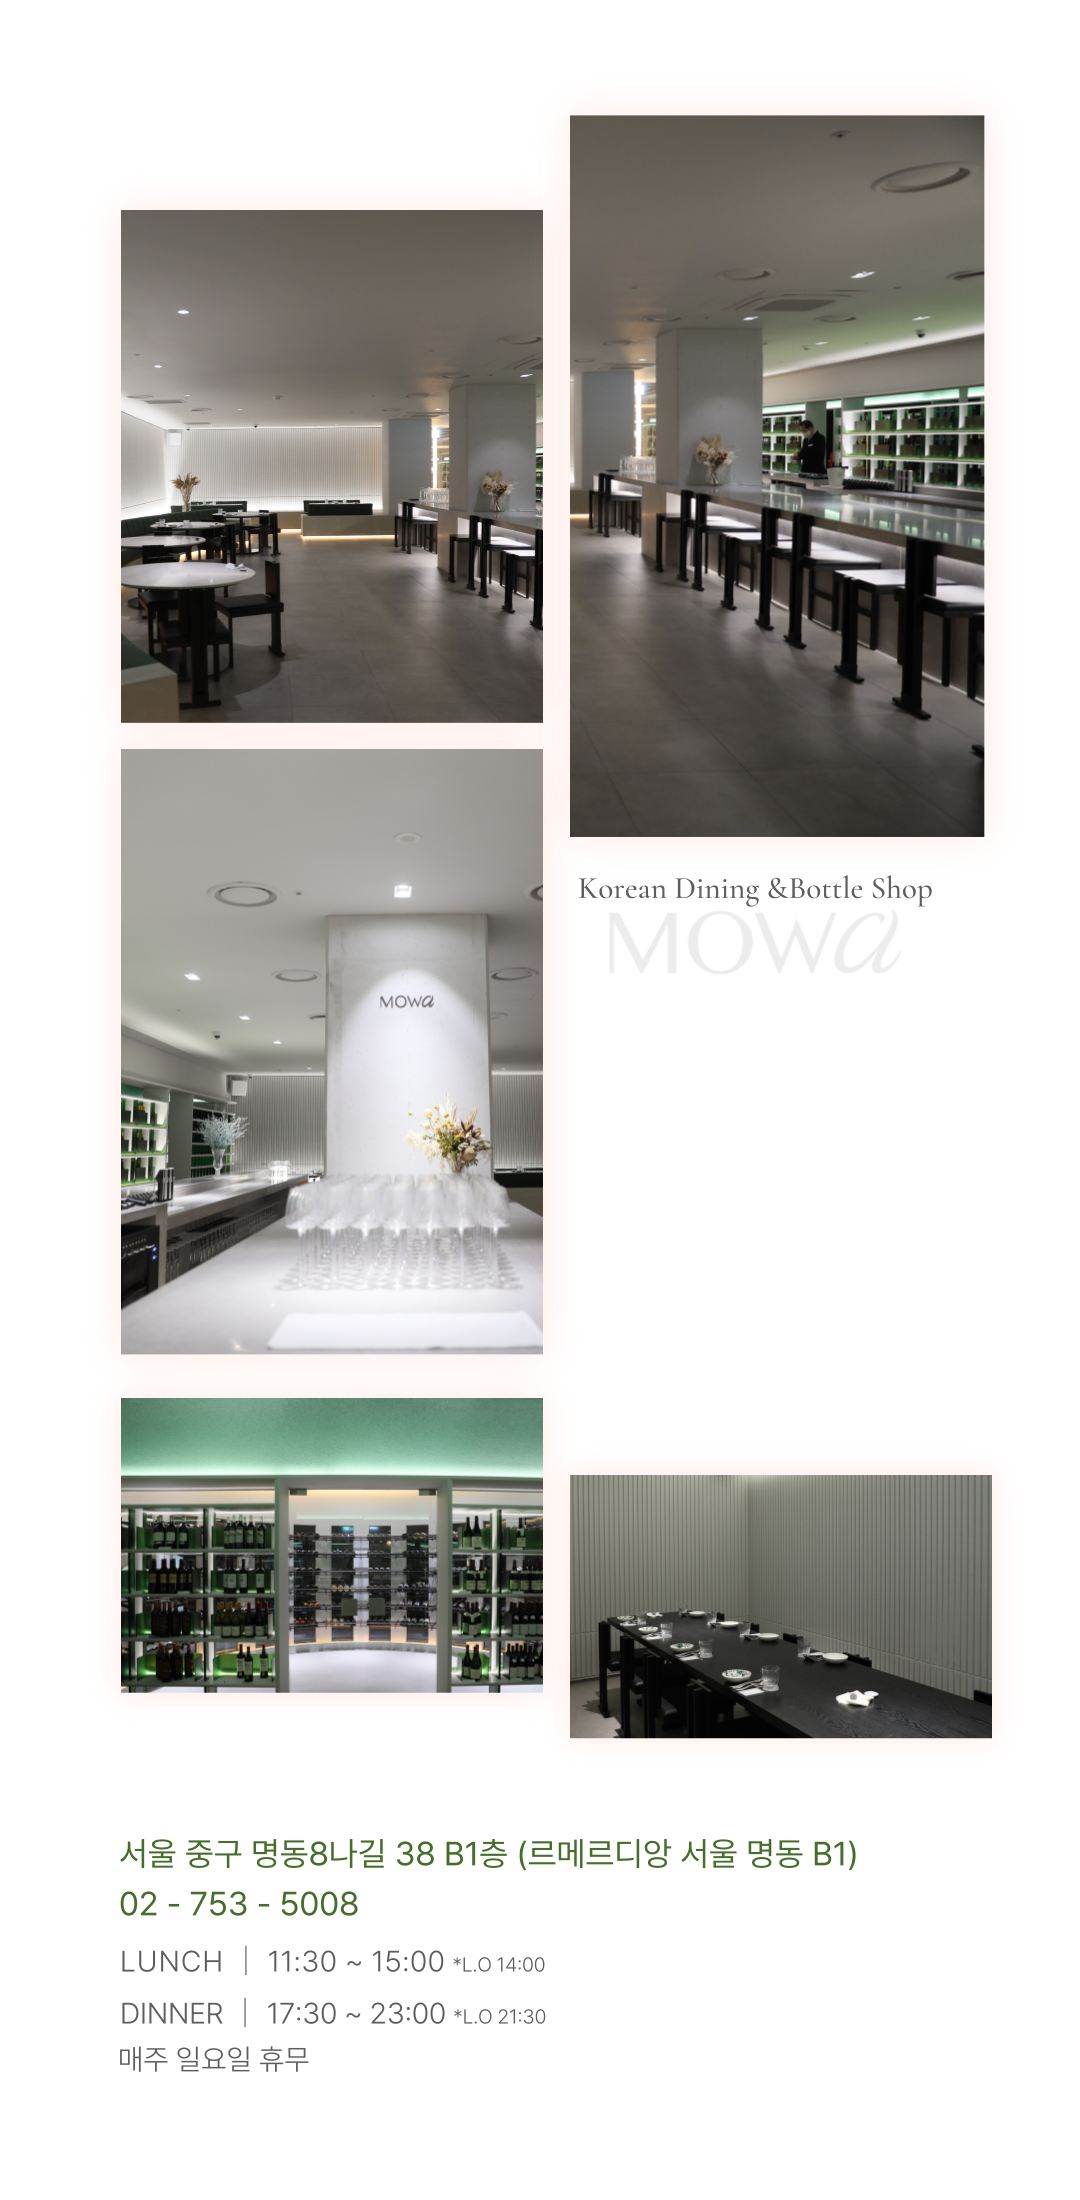 Korean Dining &Bottle Shop
MOWa
MOWa
서울 중구 명동8나길 38 B1층 (르메르디앙 서울 명동 B1)
02 - 753 - 5008
LUNCH | 11:30 ~ 15:00 *L.O 14:00
DINNER | 17:30 ~ 23:00 *L.O 21:30
매주 일요일 휴무